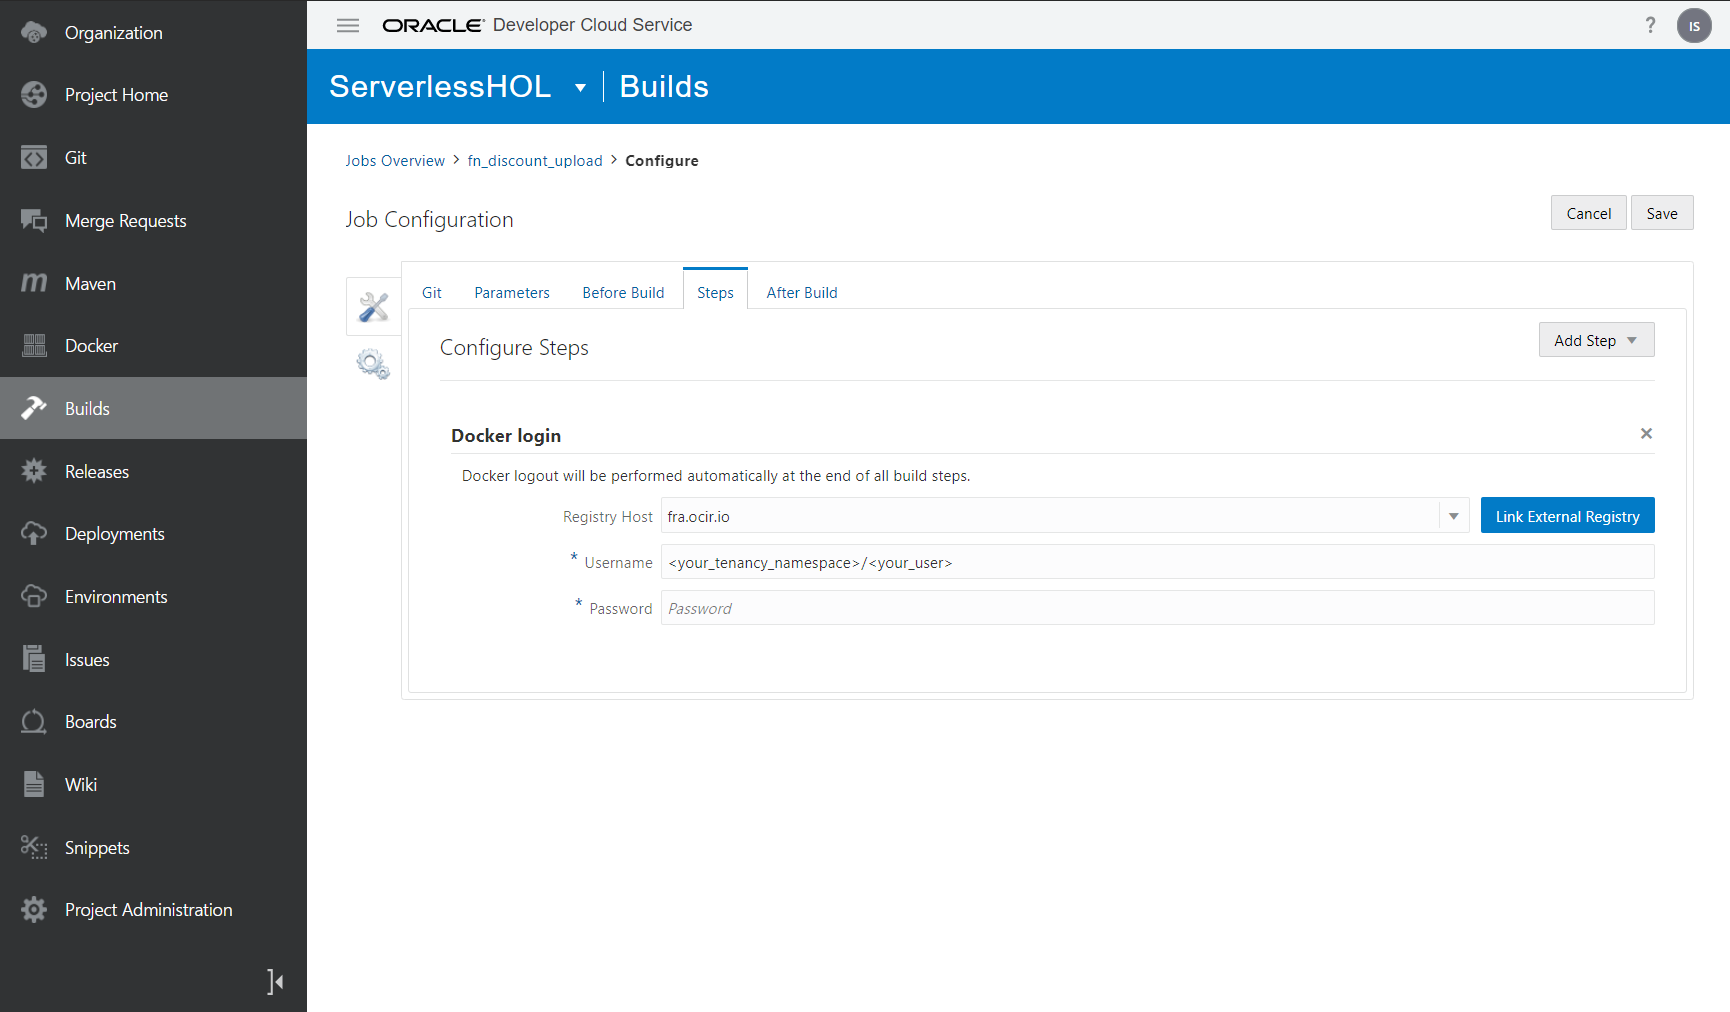 Organization
Project Home
Git
Merge Requests
Maven
Docker
Builds
Releases
Deployments
Environments
Issues
Boards
Wiki
Snippets
Project Administration
ORACLE Developer Cloud Service
? IS
ServerlessHOL Builds
Jobs Overview > fn_discount_upload > Configure
Job Configuration
Cancel Save
Git Parameters Before Build Steps After Build
Configure Steps
Add Step
Docker login
Docker logout will be performed automatically at the end of all build steps.
Registry Host fra.ocir.io Link External Registry
* Username <your_tenancy_namespace>/<your_user>
* Password Password